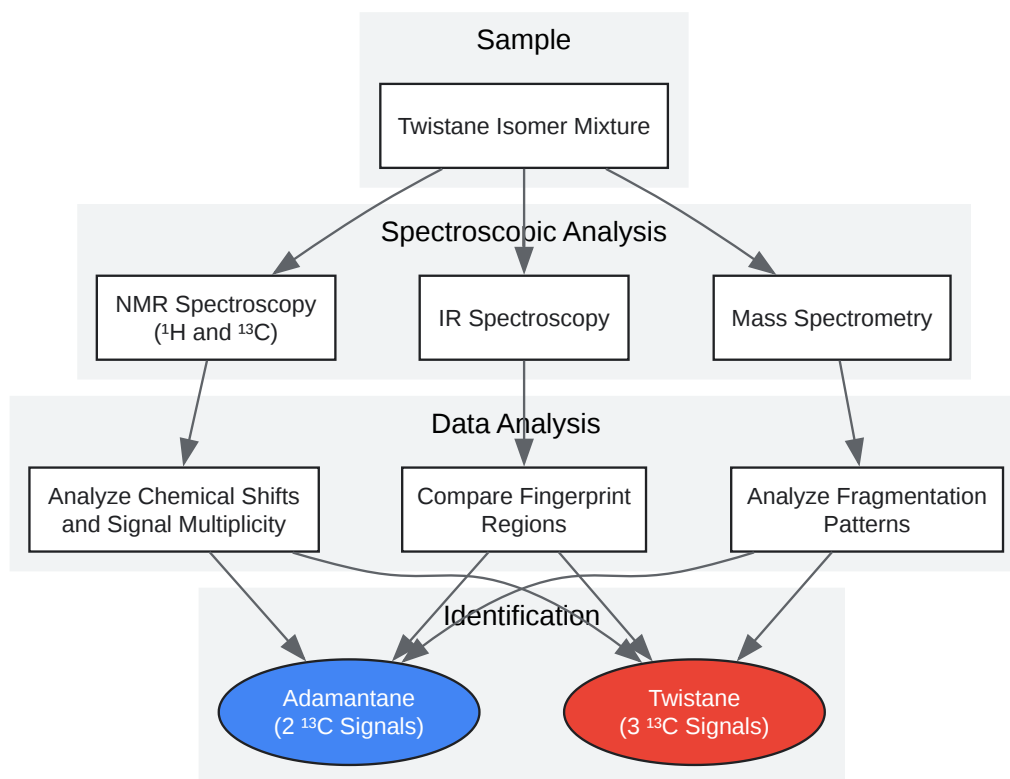 Sample
Twistane Isomer Mixture
Spectroscopic Analysis
NMR Spectroscopy
(¹H and ¹³C)
IR Spectroscopy
Mass Spectrometry
Data Analysis
Analyze Chemical Shifts
and Signal Multiplicity
Compare Fingerprint
Regions
Analyze Fragmentation
Patterns
Identification
Adamantane
(2 ¹³C Signals)
Twistane
(3 ¹³C Signals)